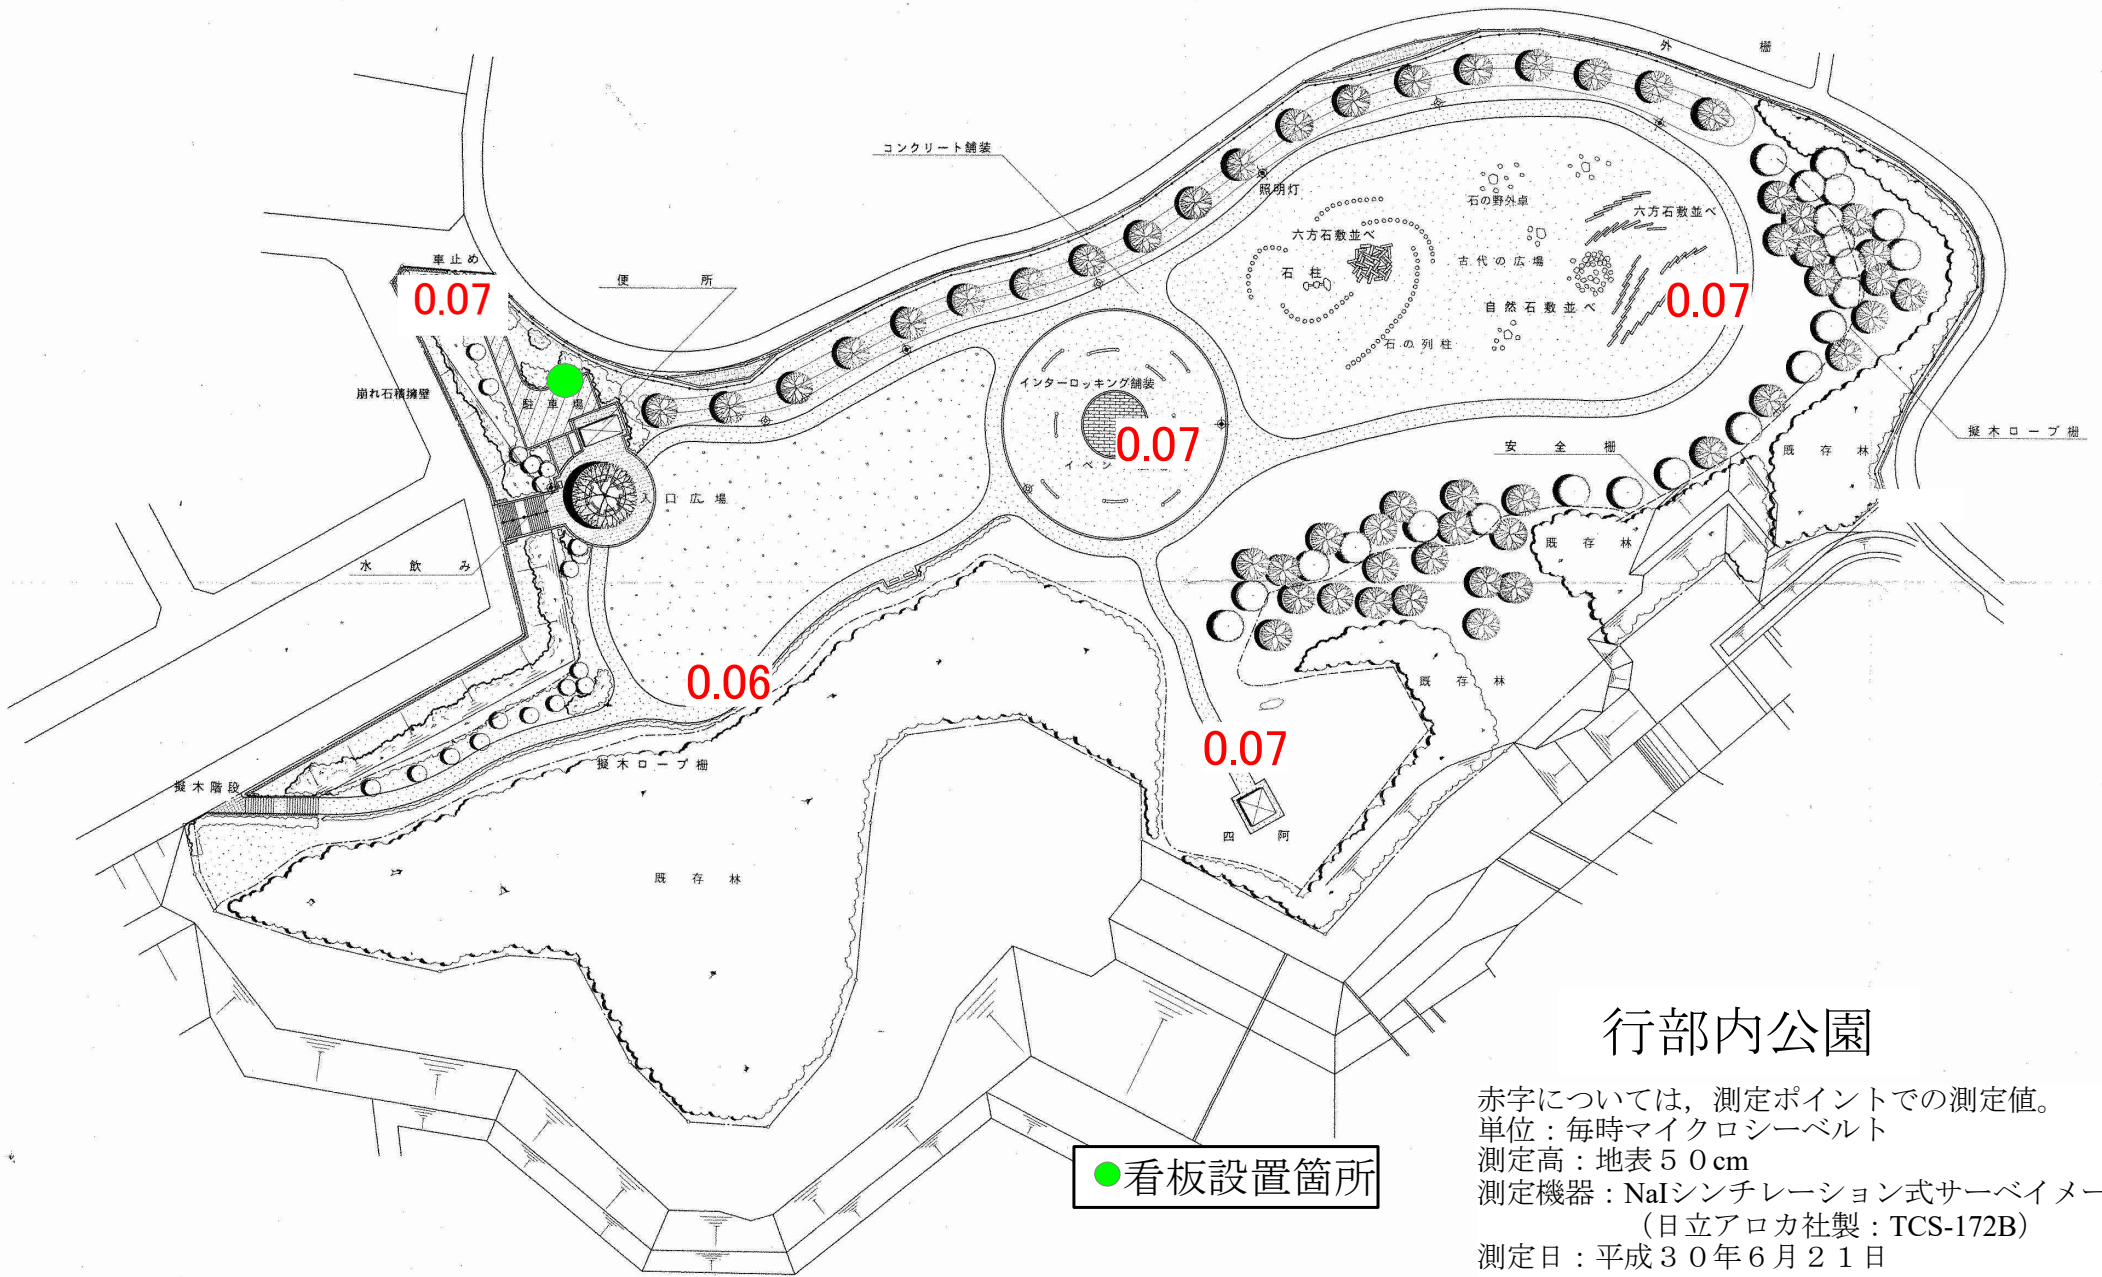 外 柵
コンクリート舗装
照明灯
石の野外卓
六方石敷並べ
六方石敷並べ
車止め
古代の広場
便 所
石 柱
0.07
0.07
自然石敷並べ
石の列柱
インターロッキング舗装
崩れ石積擁壁
駐車場
擬木ロープ柵
0.07
安 全 柵
既 存 林
イベン
入口広場
既 存 林
水 飲 み
0.06
既 存 林
0.07
擬木ロープ柵
擬木階段
四 阿
既 存 林
行部内公園
赤字については，測定ポイントでの測定値。
単位：毎時マイクロシーベルト
測定高：地表５０cm
看板設置箇所
測定機器：NaIシンチレーション式サーベイメー
（日立アロカ社製：TCS-172B）
測定日：平成３０年６月２１日